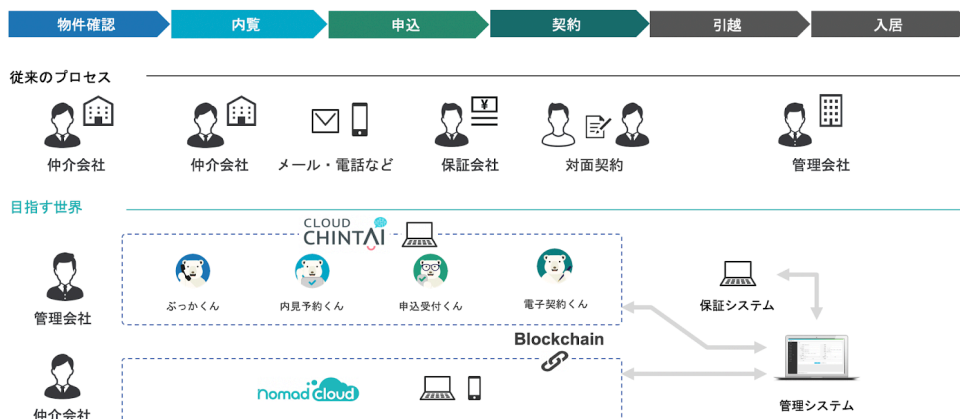 物件確認
内覧
申込
契約
引越
入居
従来のプロセス
仲介会社
仲介会社
メール・電話など
保証会社
対面契約
管理会社
目指す世界
CLOUD
CHINTAI
ぶっかくん
内見予約くん
申込受付くん
電子契約くん
管理会社
保証システム
Blockchain
nomad cloud
管理システム
仲介会社